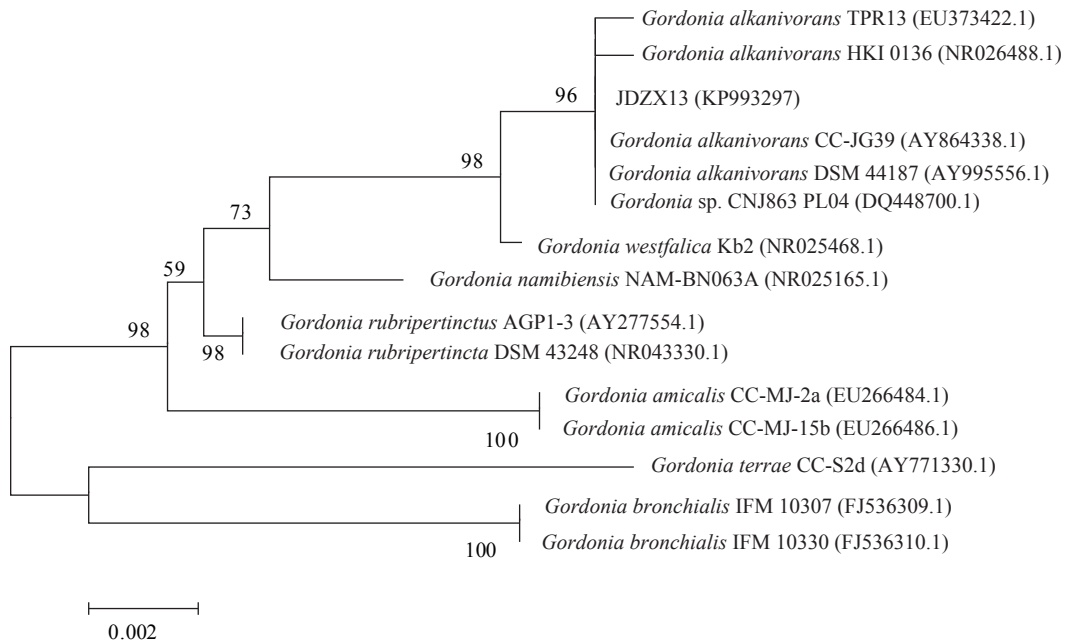 Gordonia alkanivorans TPR13 (EU373422.1)
Gordonia alkanivorans HKI 0136 (NR026488.1)
96
JDZX13 (KP993297)
Gordonia alkanivorans CC-JG39 (AY864338.1)
98
Gordonia alkanivorans DSM 44187 (AY995556.1)
Gordonia sp. CNJ863 PL04 (DQ448700.1)
73
Gordonia westfalica Kb2 (NR025468.1)
59
Gordonia namibiensis NAM-BN063A (NR025165.1)
98
Gordonia rubripertinctus AGP1-3 (AY277554.1)
98
Gordonia rubripertincta DSM 43248 (NR043330.1)
Gordonia amicalis CC-MJ-2a (EU266484.1)
Gordonia amicalis CC-MJ-15b (EU266486.1)
100
Gordonia terrae CC-S2d (AY771330.1)
Gordonia bronchialis IFM 10307 (FJ536309.1)
Gordonia bronchialis IFM 10330 (FJ536310.1)
100
0.002